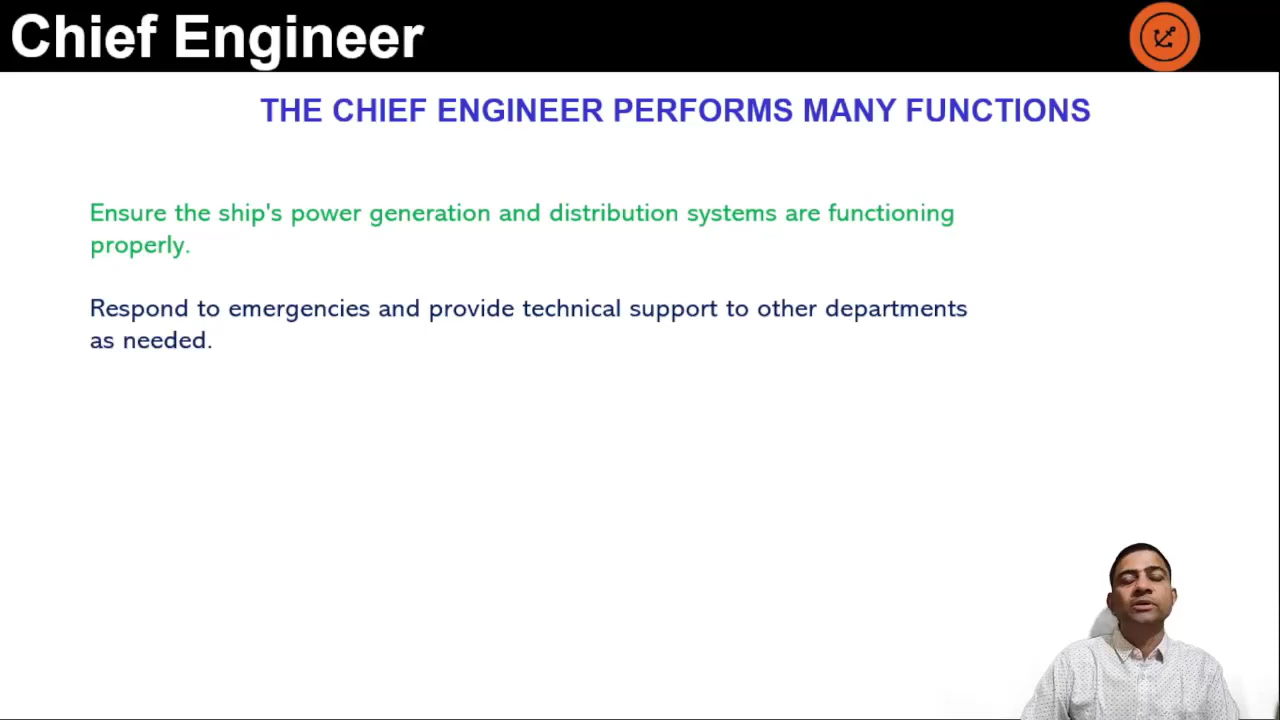 Chief Engineer
THE CHIEF ENGINEER PERFORMS MANY FUNCTIONS
Ensure the ship's power generation and distribution systems are functioning
properly.
Respond to emergencies and provide technical support to other departments
as needed.